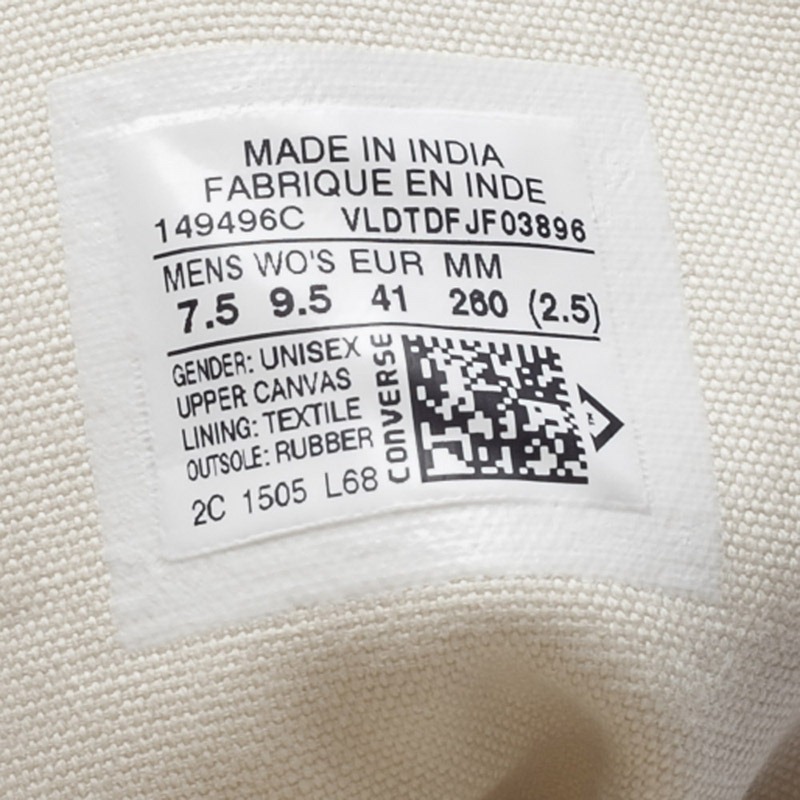 MADE IN INDIA
FABRIQUE EN INDE
149496C VLDTDFJF03896
MENS WO'S EUR MM
7.5 9.5 41 260 (2.5)
GENDER: UNISEX
UPPER CANVAS
LINING: TEXTILE
OUTSOLE: RUBBER
2C 1505 L68
CONVERSE